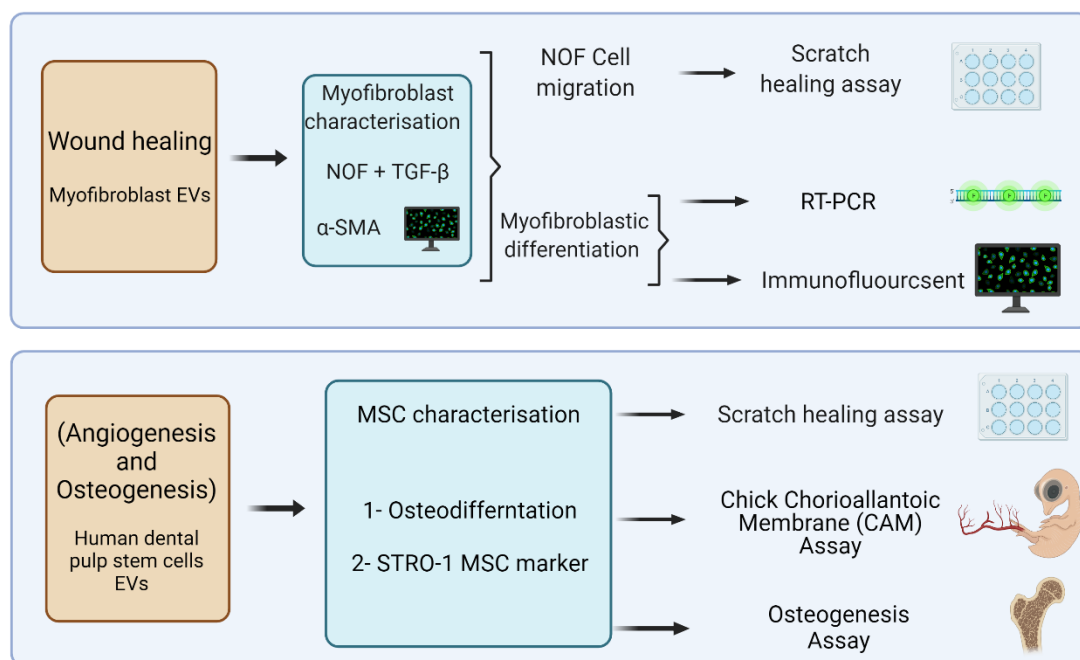 Wound healing
Myofibroblast EVs
Myofibroblast
characterisation
NOF + TGF-β
α-SMA
NOF Cell
migration
Scratch
healing assay
Myofibroblastic
differentiation
RT-PCR
Immunofluourcsent
(Angiogenesis
and
Osteogenesis)
Human dental
pulp stem cells
EVs
MSC characterisation
1- Osteodifferntation
2- STRO-1 MSC marker
Scratch healing assay
Chick Chorioallantoic
Membrane (CAM)
Assay
Osteogenesis
Assay